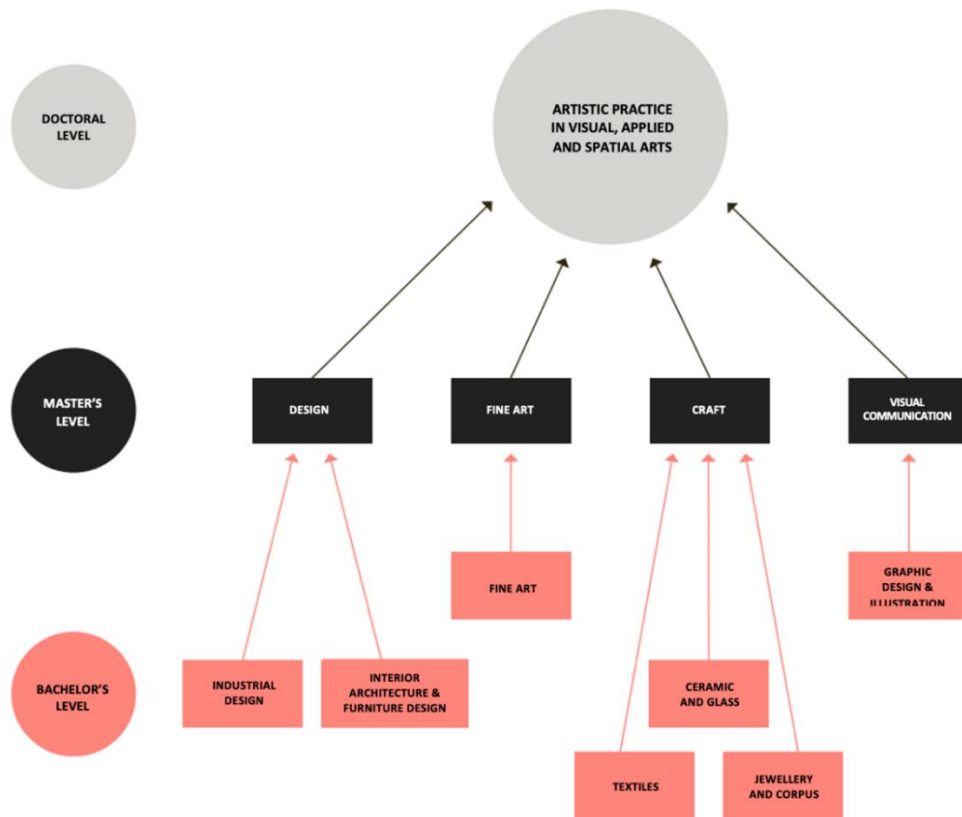 DOCTORAL
LEVEL
ARTISTIC PRACTICE
IN VISUAL, APPLIED
AND SPATIAL ARTS
MASTER'S
LEVEL
DESIGN
FINE ART
CRAFT
VISUAL
COMMUNICATION
BACHELOR'S
LEVEL
FINE ART
GRAPHIC
DESIGN &
ILLUSTRATION
INDUSTRIAL
DESIGN
INTERIOR
ARCHITECTURE &
FURNITURE DESIGN
CERAMIC
AND GLASS
TEXTILES
JEWELLERY
AND CORPUS